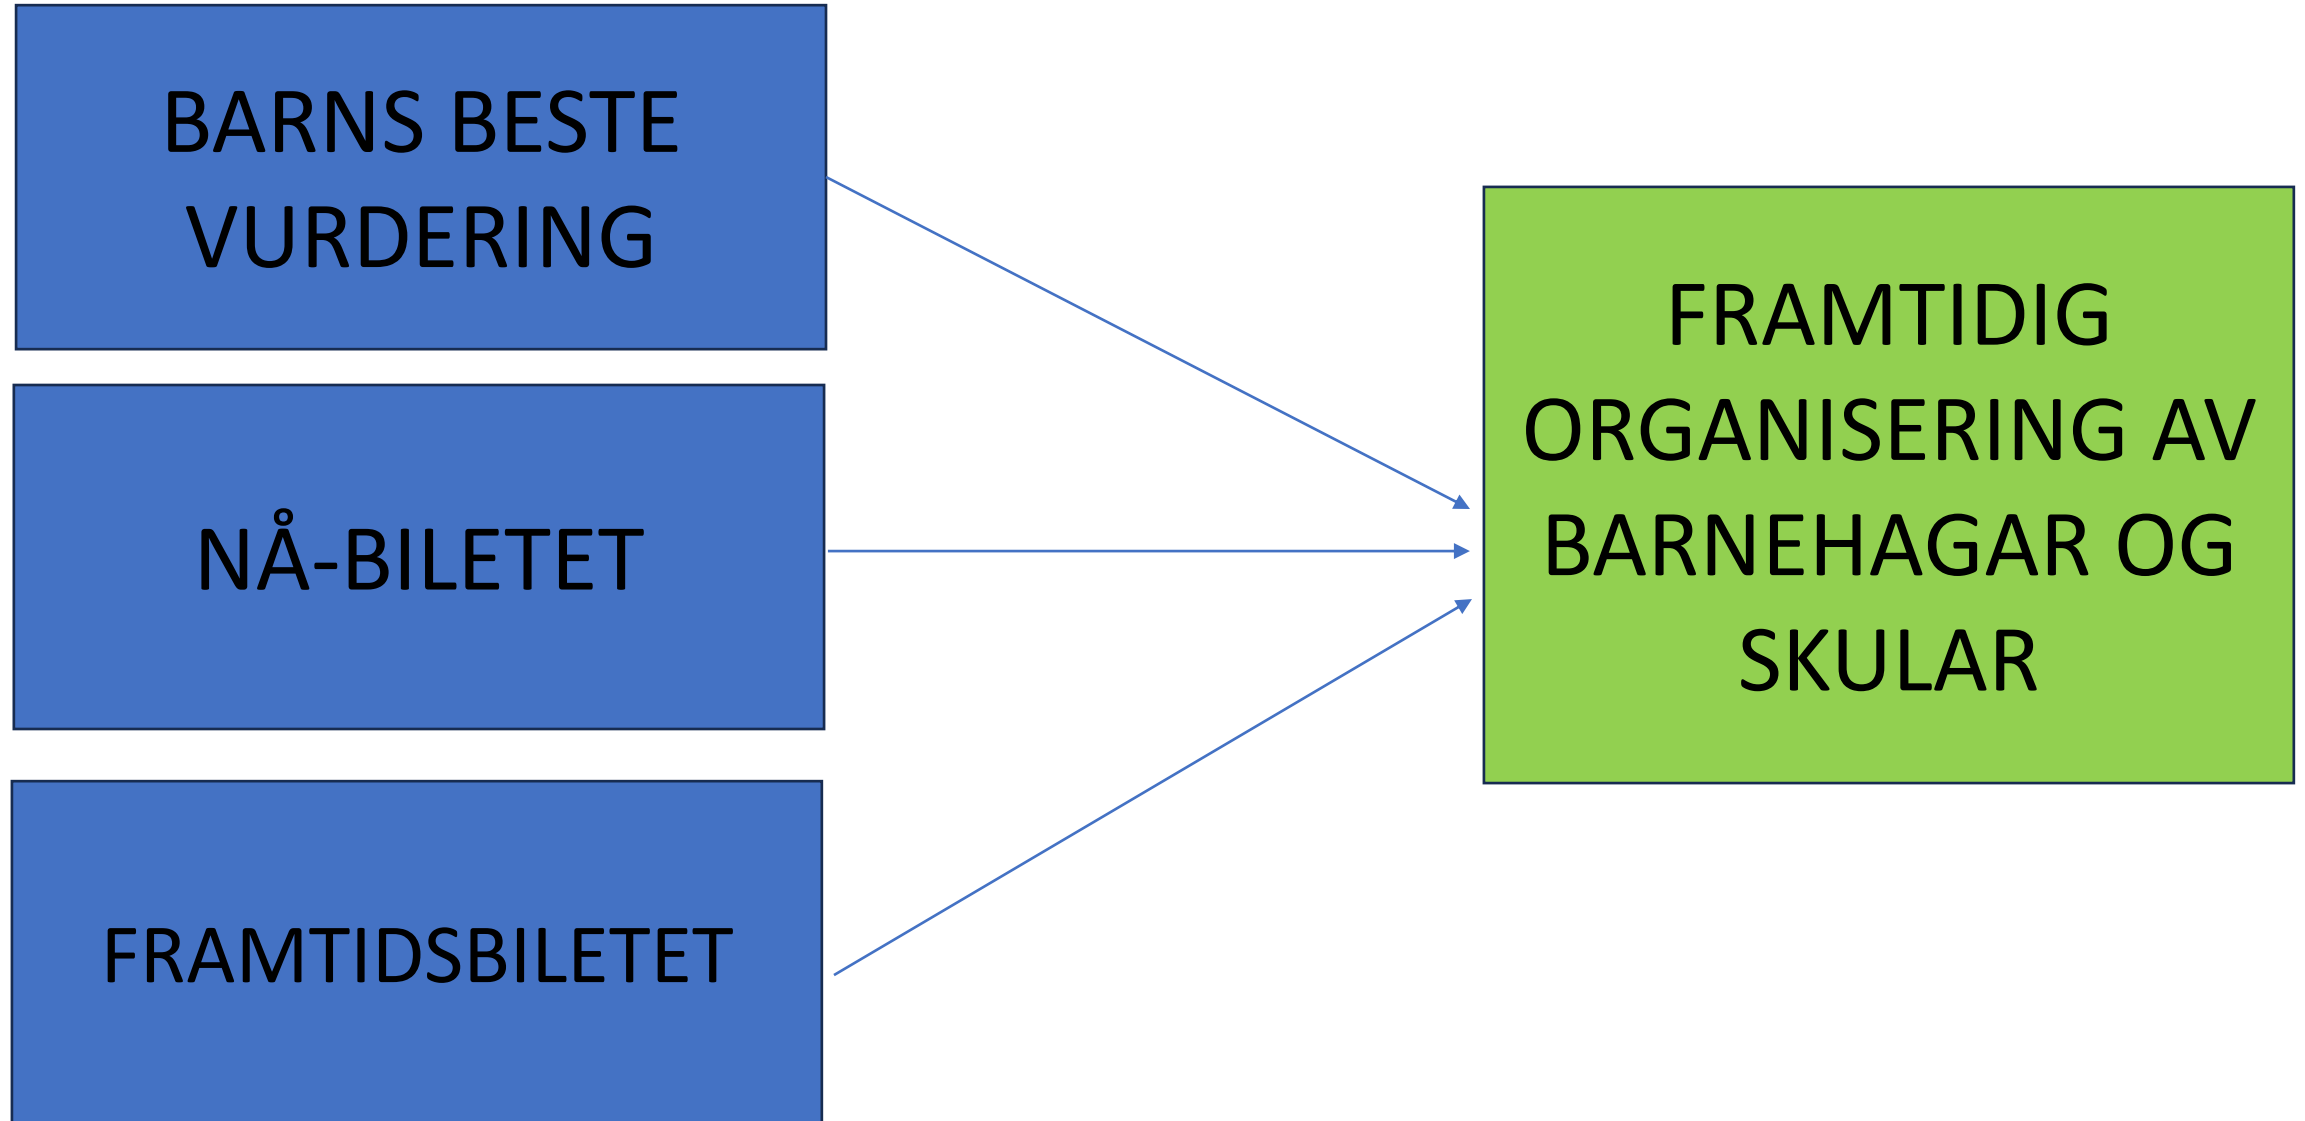 BARNS BESTE
VURDERING
NÅ-BILETET
FRAMTIDSBILETET
FRAMTIDIG
ORGANISERING AV
BARNEHAGAR OG
SKULAR